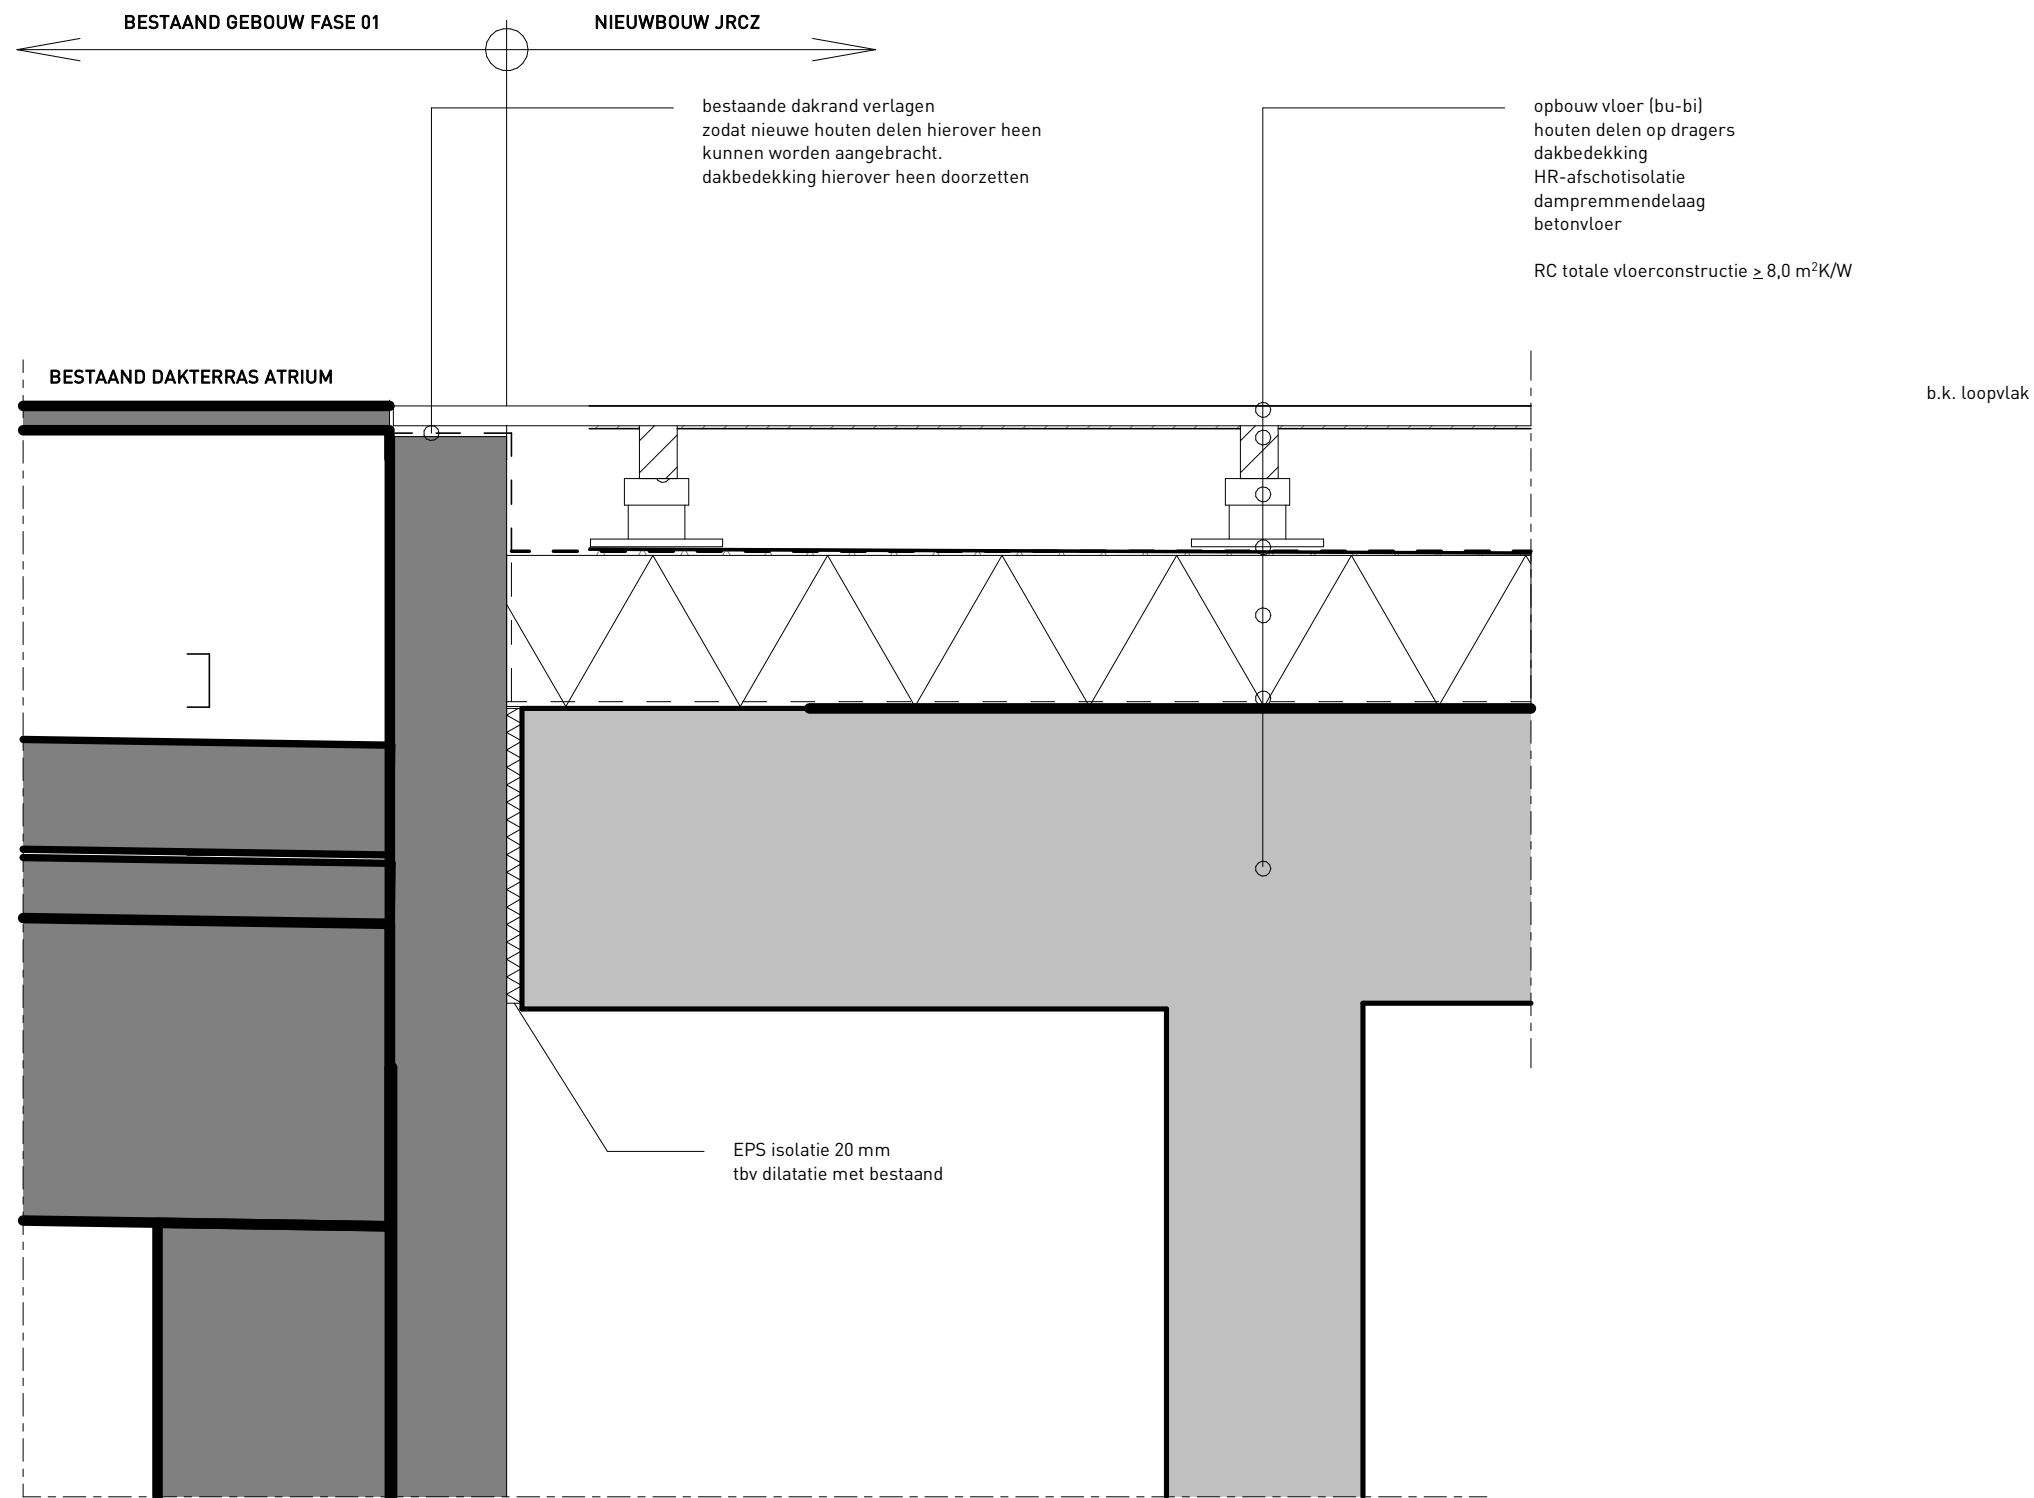 BESTAAND GEBOUW FASE 01
NIEUWBOUW JRCZ
bestaande dakrand verlagen
zodat nieuwe houten delen hierover heen
kunnen worden aangebracht.
dakbedekking hierover heen doorzetten
opbouw vloer (bu-bi)
houten delen op dragers
dakbedekking
HR-afschotisolatie
dampremmendelaag
betonvloer
RC totale vloerconstructie ≥ 8,0 m²K/W
BESTAAND DAKTERRAS ATRIUM
b.k. loopvlak
EPS isolatie 20 mm
tbv dilatatie met bestaand